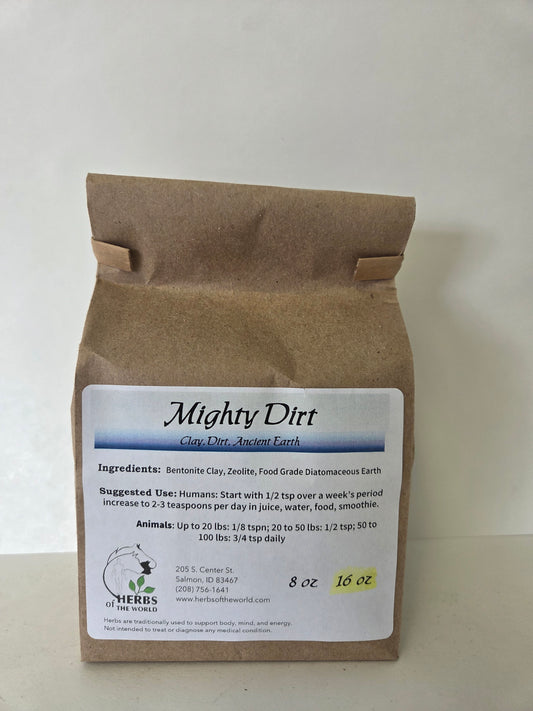 Mighty Dirt
Clay, Dirt, Ancient Earth
Ingredients: Bentonite Clay, Zeolite, Food Grade Diatomaceous Earth
Suggested Use: Humans: Start with 1/2 tsp over a week's period
increase to 2-3 teaspoons per day in juice, water, food, smoothie.
Animals: Up to 20 lbs: 1/8 tspn; 20 to 50 lbs: 1/2 tsp; 50 to
100 lbs: 3/4 tsp daily
HERBS
of THE WORLD
205 S. Center St.
Salmon, ID 83467
(208) 756-1641
www.herbsoftheworld.com
8 oz 16 oz
Herbs are traditionally used to support body, mind, and energy.
Not intended to treat or diagnose any medical condition.